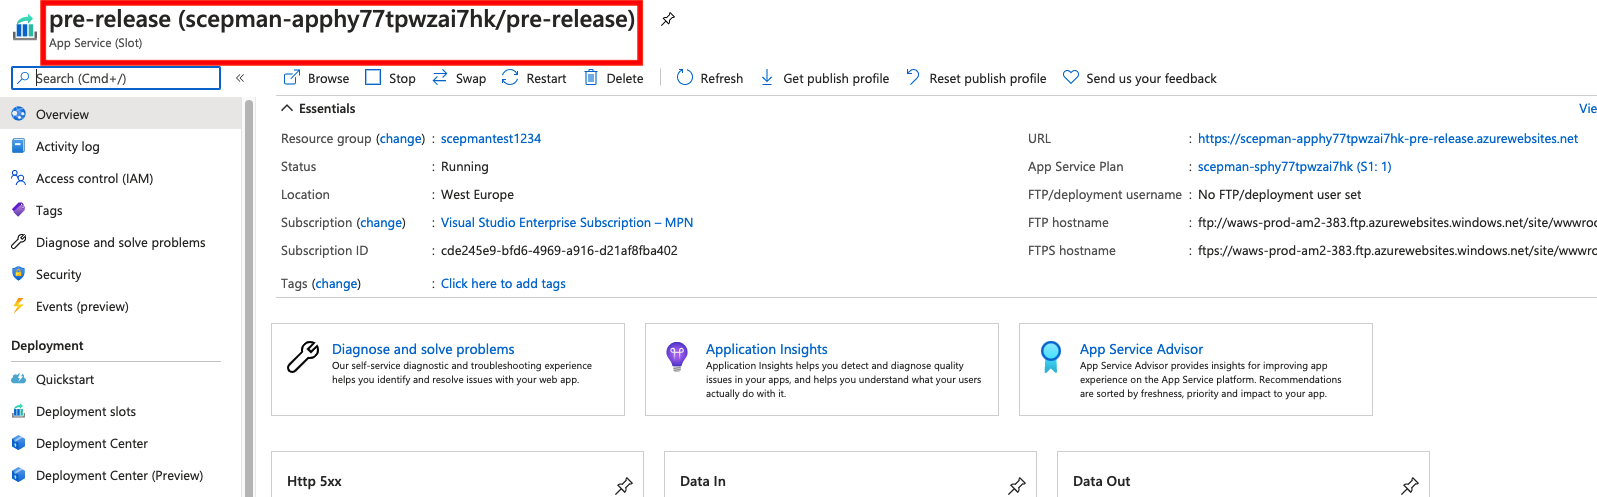 pre-release (scepman-apphy77tpwzai7hk/pre-release)
App Service (Slot)
Search (Cmd+/)
«
Browse
Stop
Swap
Restart
Delete
Refresh
Get publish profile
Reset publish profile
Send us your feedback
Overview
Activity log
Access control (IAM)
Tags
Diagnose and solve problems
Security
Events (preview)
Deployment
Quickstart
Deployment slots
Deployment Center
Deployment Center (Preview)
Essentials
Vie
Resource group (change) : scepmantest1234
Status : Running
Location : West Europe
Subscription (change) : Visual Studio Enterprise Subscription – MPN
Subscription ID : cde245e9-bfd6-4969-a916-d21af8fba402
Tags (change) : Click here to add tags
URL : https://scepman-apphy77tpwzai7hk-pre-release.azurewebsites.net
App Service Plan : scepman-sphy77tpwzai7hk (S1: 1)
FTP/deployment username : No FTP/deployment user set
FTP hostname : ftp://waws-prod-am2-383.ftp.azurewebsites.windows.net/site/wwwroc
FTPS hostname : ftps://waws-prod-am2-383.ftp.azurewebsites.windows.net/site/wwwrc
Diagnose and solve problems
Our self-service diagnostic and troubleshooting experience
helps you identify and resolve issues with your web app.
Application Insights
Application Insights helps you detect and diagnose quality
issues in your apps, and helps you understand what your users
actually do with it.
App Service Advisor
App Service Advisor provides insights for improving app
experience on the App Service platform. Recommendations
are sorted by freshness, priority and impact to your app.
Http 5xx
Data In
Data Out